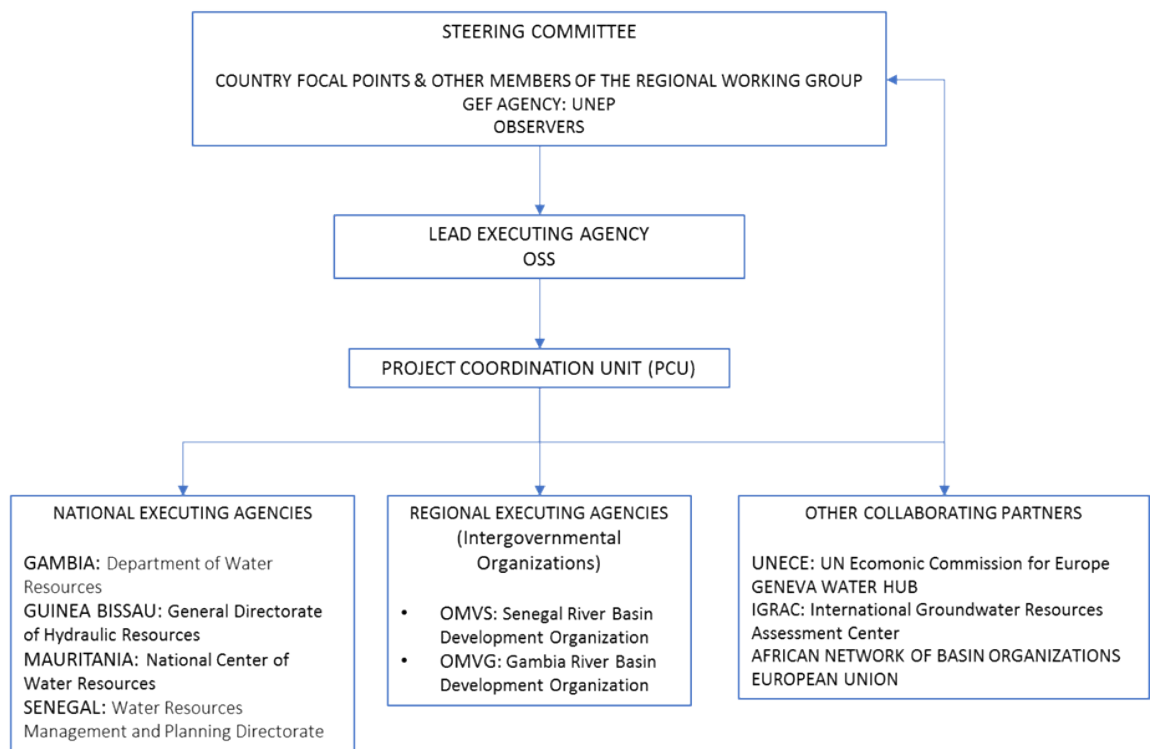 STEERING COMMITTEE
COUNTRY FOCAL POINTS & OTHER MEMBERS OF THE REGIONAL WORKING GROUP
GEF AGENCY: UNEP
OBSERVERS
LEAD EXECUTING AGENCY
OSS
PROJECT COORDINATION UNIT (PCU)
NATIONAL EXECUTING AGENCIES
GAMBIA: Department of Water
Resources
GUINEA BISSAU: General Directorate
of Hydraulic Resources
MAURITANIA: National Center of
Water Resources
SENEGAL: Water Resources
Management and Planning Directorate
REGIONAL EXECUTING AGENCIES
(Intergovernmental
Organizations)
• OMVS: Senegal River Basin
Development Organization
• OMVG: Gambia River Basin
Development Organization
OTHER COLLABORATING PARTNERS
UNECE: UN Ecomonic Commission for Europe
GENEVA WATER HUB
IGRAC: International Groundwater Resources
Assessment Center
AFRICAN NETWORK OF BASIN ORGANIZATIONS
EUROPEAN UNION